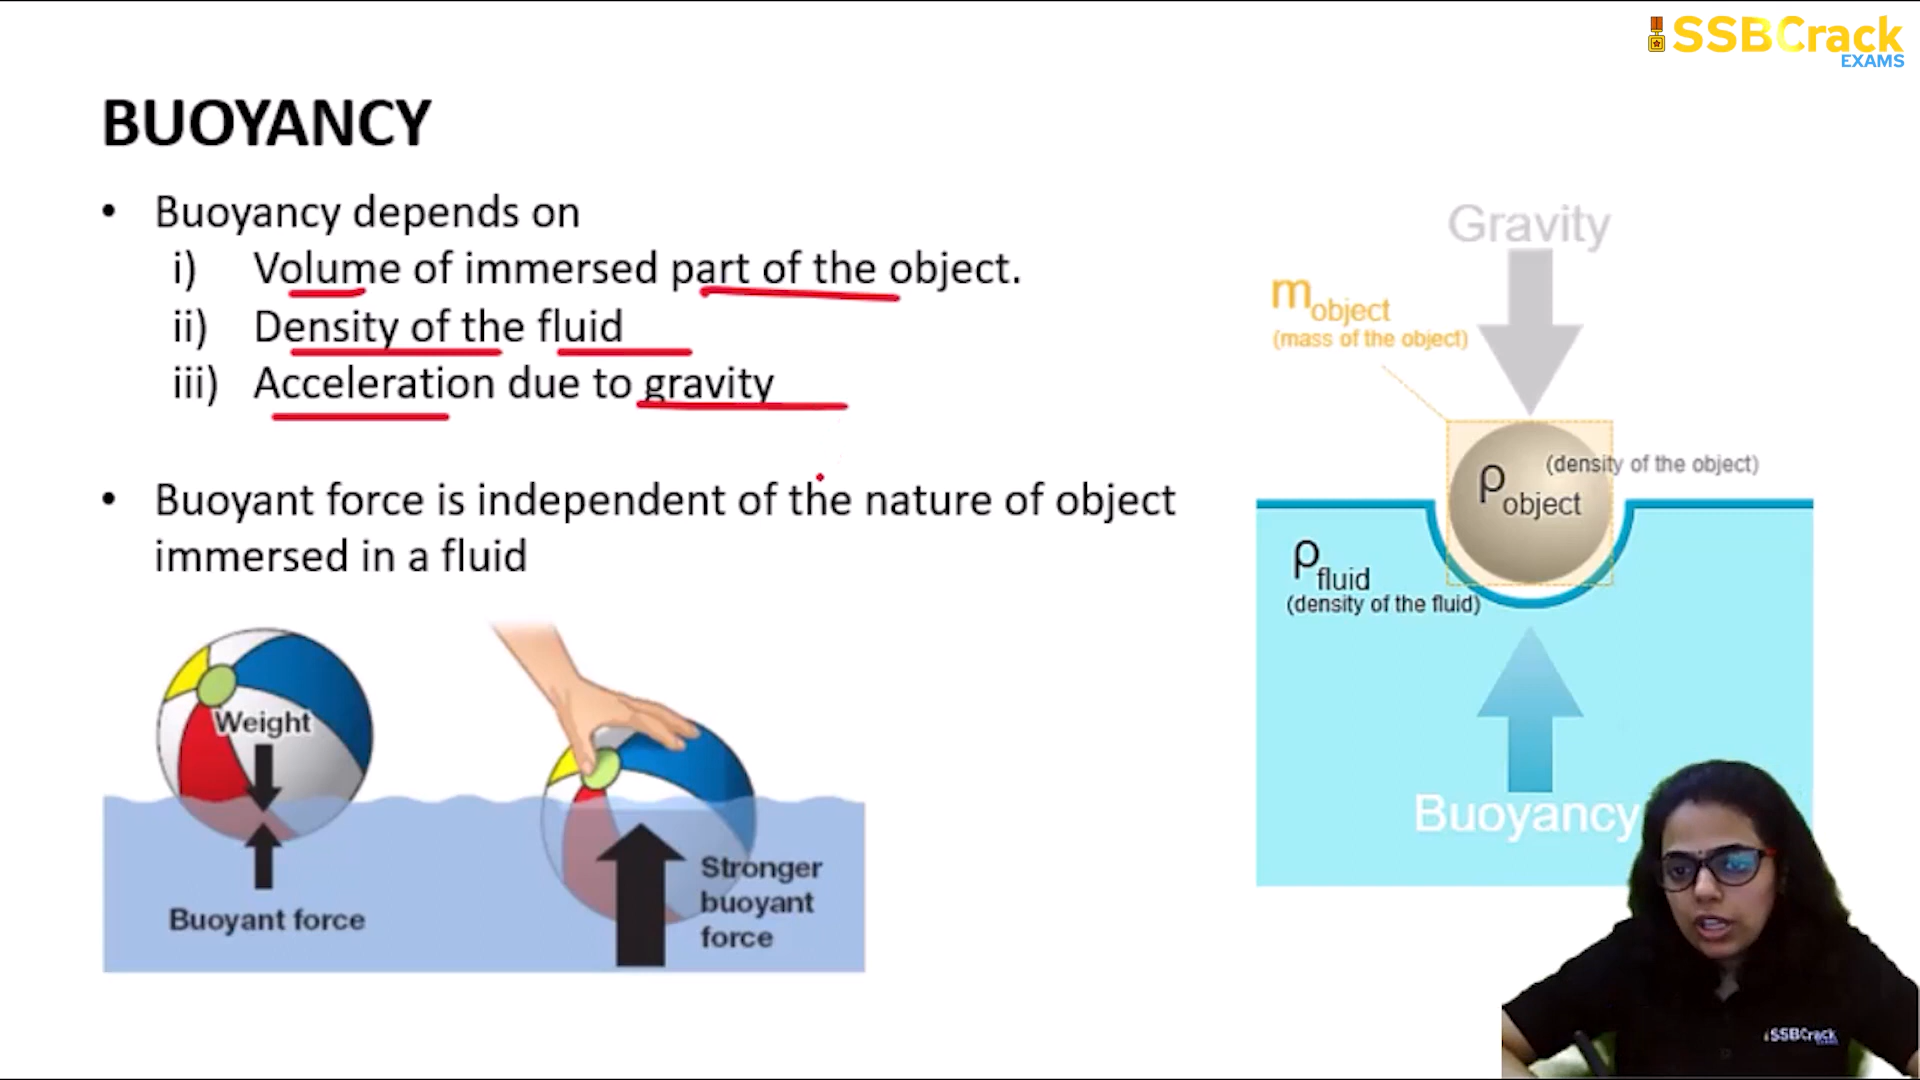 SSBCrack
EXAMS
BUOYANCY
• Buoyancy depends on
i) Volume of immersed part of the object.
ii) Density of the fluid
iii) Acceleration due to gravity
• Buoyant force is independent of the nature of object
immersed in a fluid
Weight
Buoyant force
Stronger
buoyant
force
Gravity
m object
(mass of the object)
(density of the object)
ρ object
ρ fluid
(density of the fluid)
Buoyancy
SSBCrack